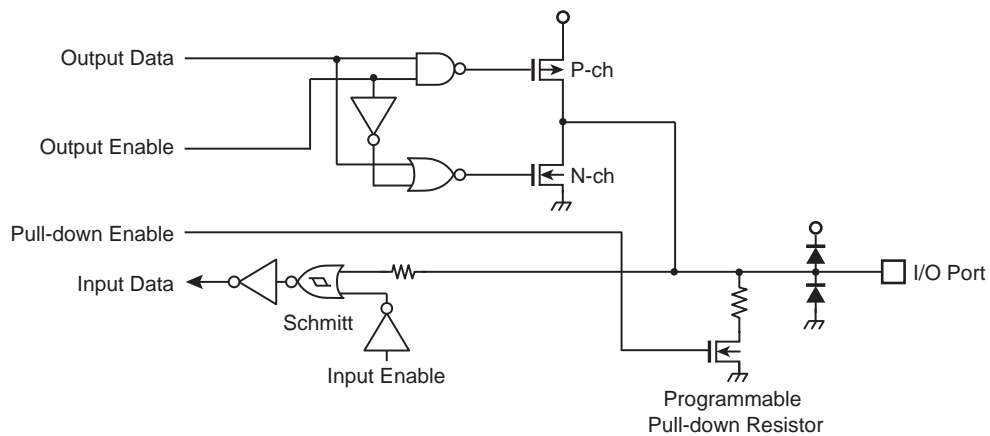 Output Data
P-ch
Output Enable
N-ch
Pull-down Enable
Input Data
I/O Port
Schmitt
Input Enable
Programmable
Pull-down Resistor